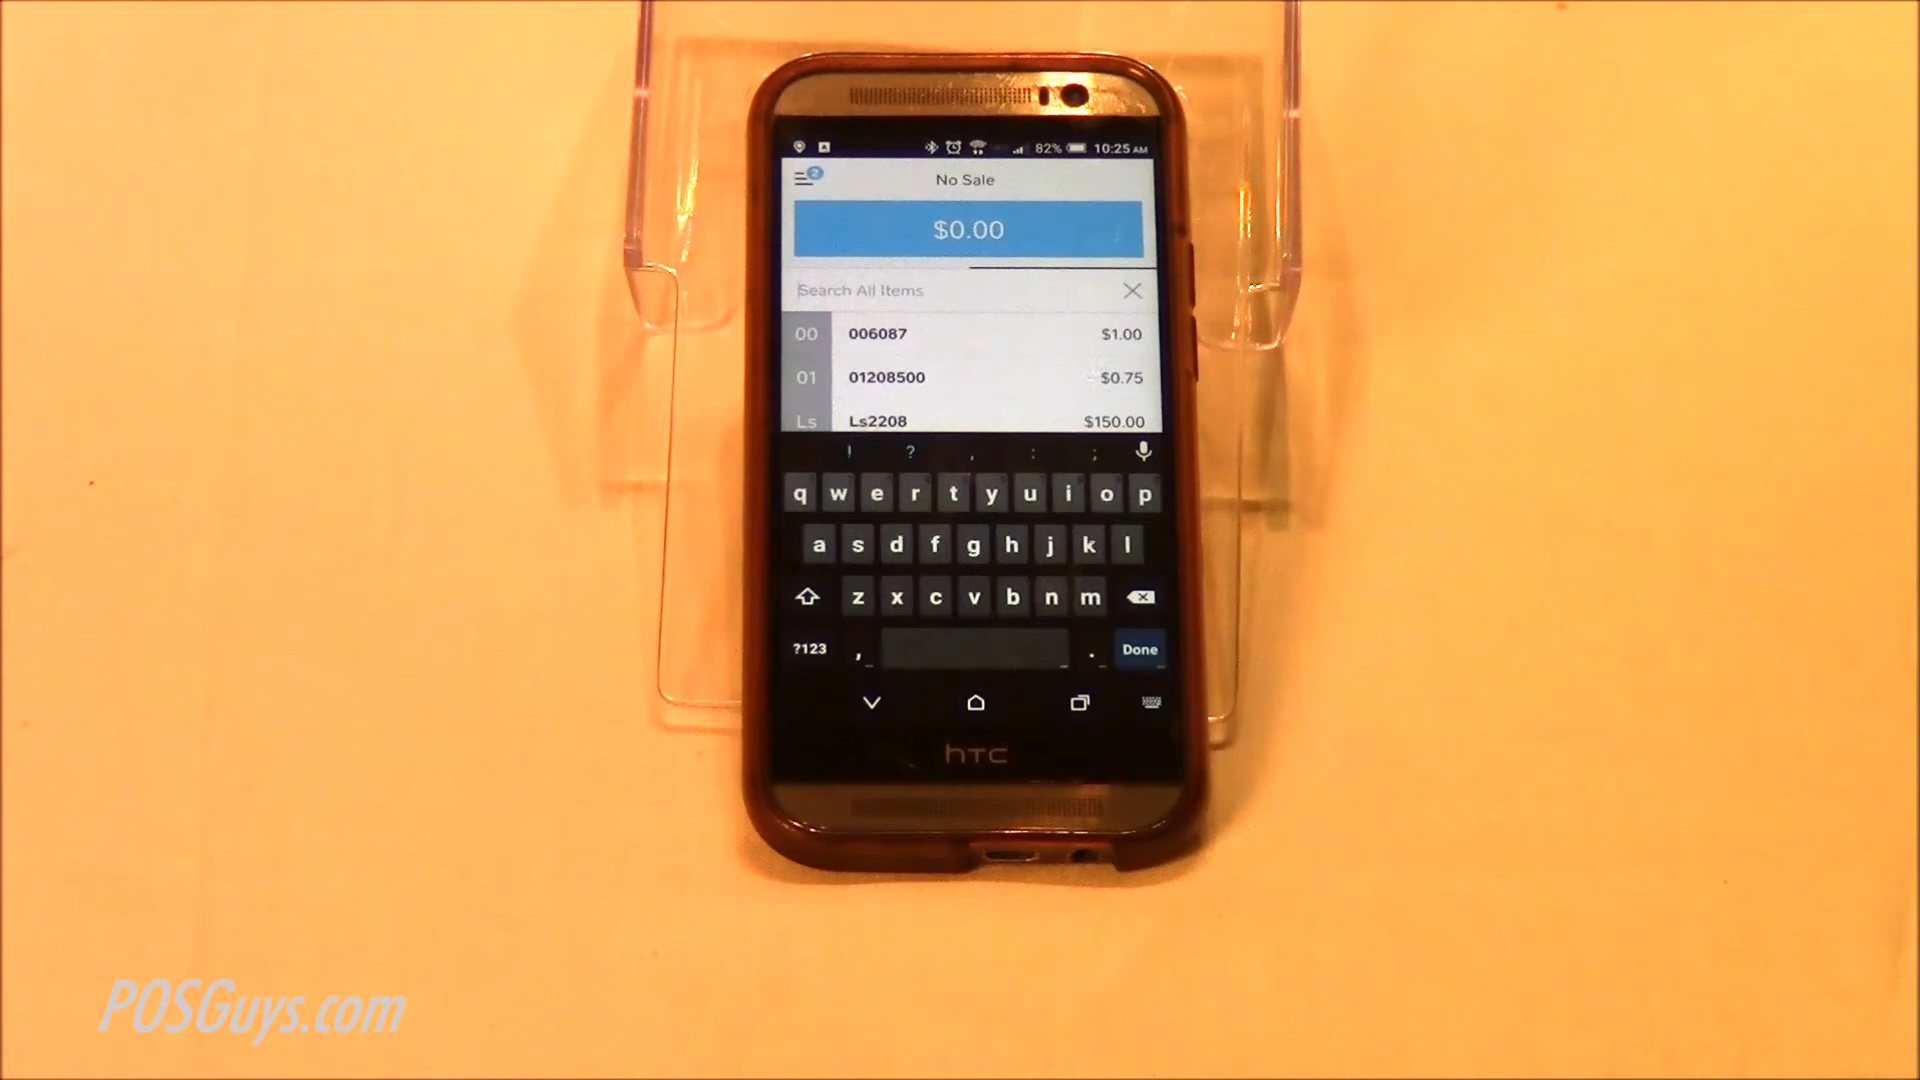 82% 10:25 AM
2
No Sale
$0.00
Search All Items
00 006087 $1.00
01 01208500 $0.75
Ls Ls2208 $150.00
! ? , : ;
q w e r t y u i o p
a s d f g h j k l
z x c v b n m
?123 , . Done
hTC
POSGuys.com